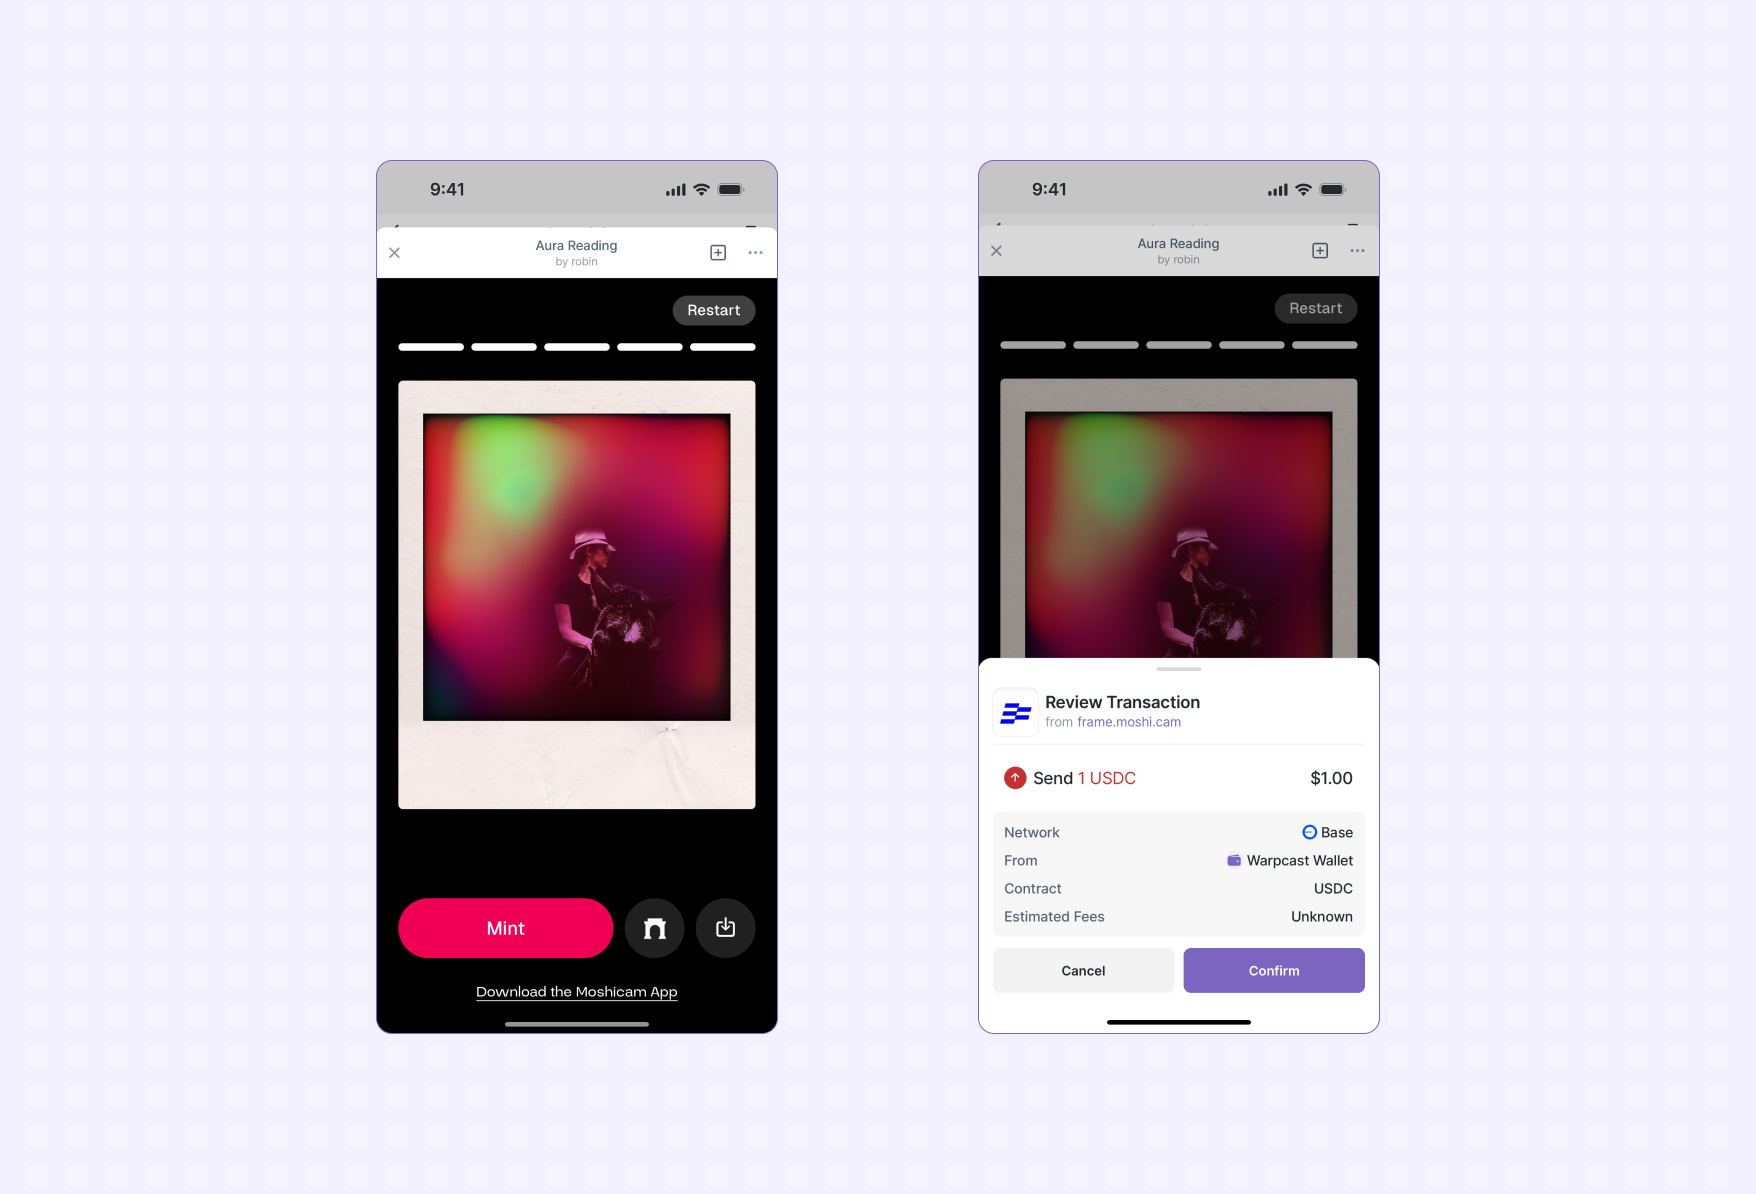 9:41
Aura Reading
by robin
Restart
Mint
Download the Moshicam App
9:41
Aura Reading
by robin
Restart
Review Transaction
from frame.moshi.cam
Send 1 USDC $1.00
Network Base
From Warpcast Wallet
Contract USDC
Estimated Fees Unknown
Cancel Confirm